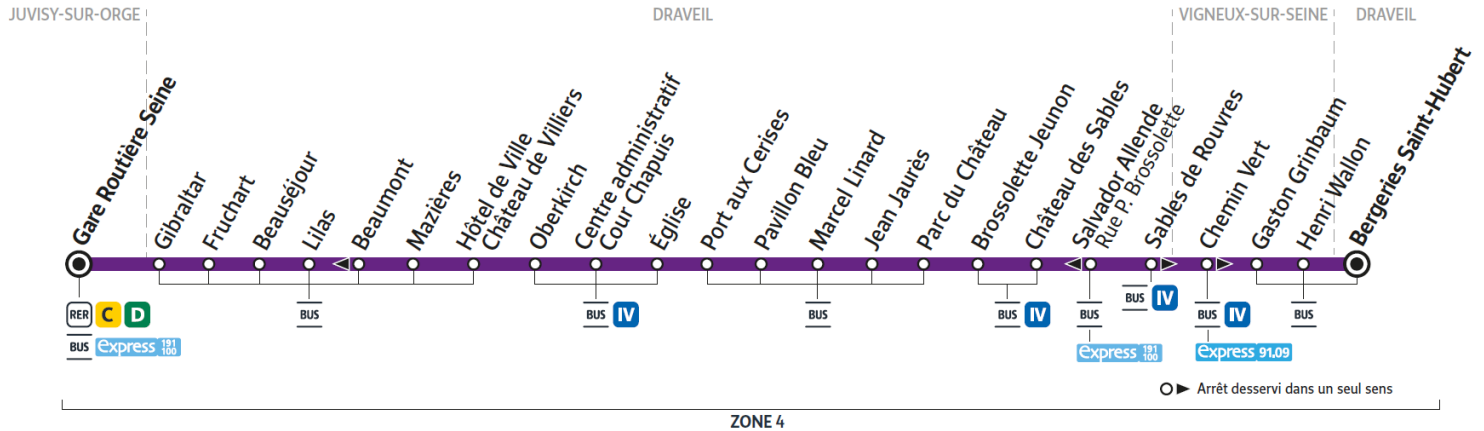 JUVISY-SUR-ORGE
DRAVEIL
VIGNEUX-SUR-SEINE
DRAVEIL
Gare Routière Seine
Gibraltar
Fruchart
Beauséjour
Lilas
Beaumont
Mazières
Hôtel de Ville
Château de Villiers
Oberkirch
Centre administratif
Cour Chapuis
Église
Port aux Cerises
Pavillon Bleu
Marcel Linard
Jean Jaurès
Parc du Château
Brossolette Jeunon
Château des Sables
Salvador Allende
Rue P. Brossolette
Sables de Rouvres
Chemin Vert
Gaston Grinbaum
Henri Wallon
Bergeries Saint-Hubert
RER C D
BUS express 191 100
BUS
BUS IV
BUS
BUS IV
BUS
express 191 100
BUS IV
BUS IV
express 91.09
BUS
Arrêt desservi dans un seul sens
ZONE 4